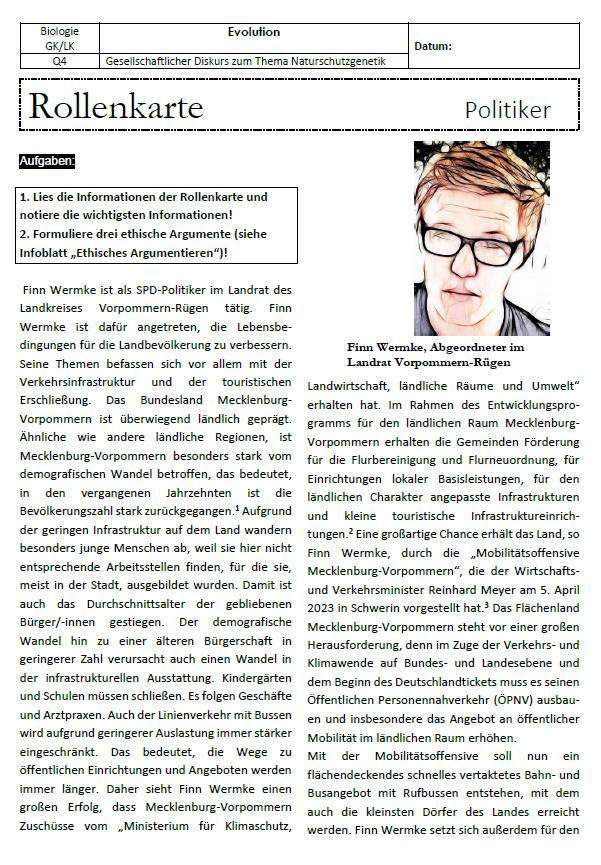 Biologie
GK/LK
Evolution
Datum:
Q4
Gesellschaftlicher Diskurs zum Thema Naturschutzgenetik
Rollenkarte
Politiker
Aufgaben:
1. Lies die Informationen der Rollenkarte und
notiere die wichtigsten Informationen!
2. Formuliere drei ethische Argumente (siehe
Infoblatt „Ethisches Argumentieren“)!
Finn Wermke ist als SPD-Politiker im Landrat des
Landkreises Vorpommern-Rügen tätig. Finn
Wermke ist dafür angetreten, die Lebensbe-
dingungen für die Landbevölkerung zu verbessern.
Seine Themen befassen sich vor allem mit der
Verkehrsinfrastruktur und der touristischen
Erschließung. Das Bundesland Mecklenburg-
Vorpommern ist überwiegend ländlich geprägt.
Ähnliche wie andere ländliche Regionen, ist
Mecklenburg-Vorpommern besonders stark vom
demografischen Wandel betroffen, das bedeutet,
in den vergangenen Jahrzehnten ist die
Bevölkerungszahl stark zurückgegangen.¹ Aufgrund
der geringen Infrastruktur auf dem Land wandern
besonders junge Menschen ab, weil sie hier nicht
entsprechende Arbeitsstellen finden, für die sie,
meist in der Stadt, ausgebildet wurden. Damit ist
auch das Durchschnittsalter der gebliebenen
Bürger/-innen gestiegen. Der demografische
Wandel hin zu einer älteren Bürgerschaft in
geringerer Zahl verursacht auch einen Wandel in
der infrastrukturellen Ausstattung. Kindergärten
und Schulen müssen schließen. Es folgen Geschäfte
und Arztpraxen. Auch der Linienverkehr mit Bussen
wird aufgrund geringerer Auslastung immer stärker
eingeschränkt. Das bedeutet, die Wege zu
öffentlichen Einrichtungen und Angeboten werden
immer länger. Daher sieht Finn Wermke einen
großen Erfolg, dass Mecklenburg-Vorpommern
Zuschüsse vom „Ministerium für Klimaschutz,
Finn Wermke, Abgeordneter im
Landrat Vorpommern-Rügen
Landwirtschaft, ländliche Räume und Umwelt“
erhalten hat. Im Rahmen des Entwicklungspro-
gramms für den ländlichen Raum Mecklenburg-
Vorpommern erhalten die Gemeinden Förderung
für die Flurbereinigung und Flurneuordnung, für
Einrichtungen lokaler Basisleistungen, für den
ländlichen Charakter angepasste Infrastrukturen
und kleine touristische Infrastruktureinrich-
tungen.² Eine großartige Chance erhält das Land, so
Finn Wermke, durch die „Mobilitätsoffensive
Mecklenburg-Vorpommern“, die der Wirtschafts-
und Verkehrsminister Reinhard Meyer am 5. April
2023 in Schwerin vorgestellt hat.³ Das Flächenland
Mecklenburg-Vorpommern steht vor einer großen
Herausforderung, denn im Zuge der Verkehrs- und
Klimawende auf Bundes- und Landesebene und
dem Beginn des Deutschlandtickets muss es seinen
Öffentlichen Personennahverkehr (ÖPNV) ausbau-
en und insbesondere das Angebot an öffentlicher
Mobilität im ländlichen Raum erhöhen.
Mit der Mobilitätsoffensive soll nun ein
flächendeckendes schnelles vertaktetes Bahn- und
Busangebot mit Rufbussen entstehen, mit dem
auch die kleinsten Dörfer des Landes erreicht
werden. Finn Wermke setzt sich außerdem für den